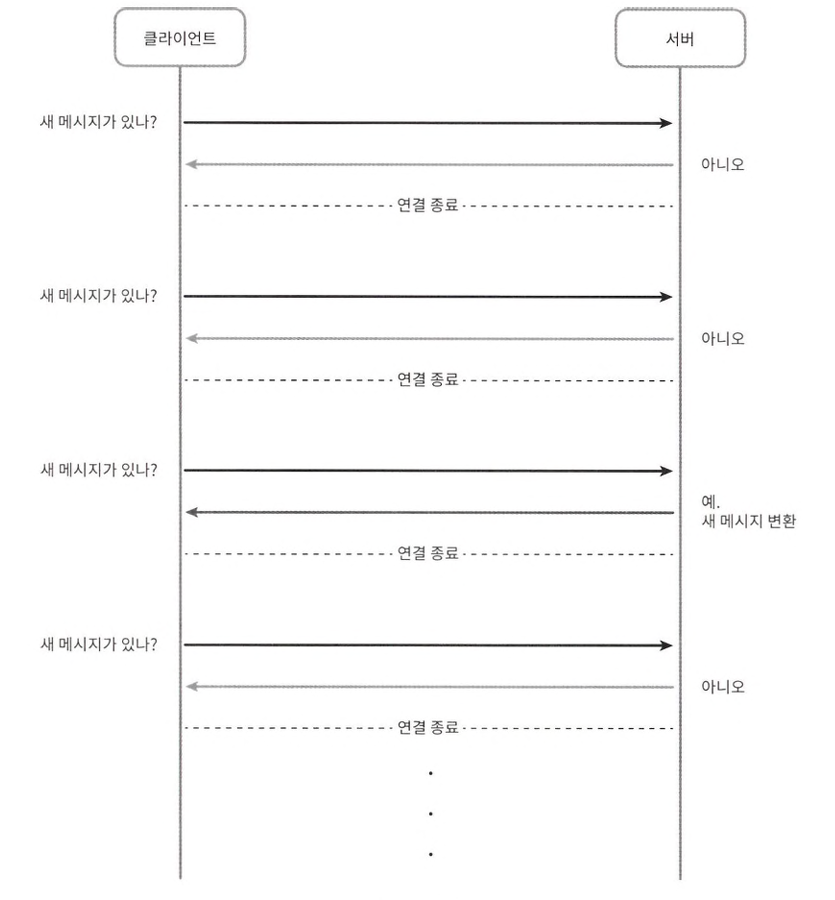 클라이언트
서버
새 메시지가 있나?
아니오
연결 종료
새 메시지가 있나?
아니오
연결 종료
새 메시지가 있나?
예.
새 메시지 변환
연결 종료
새 메시지가 있나?
아니오
연결 종료